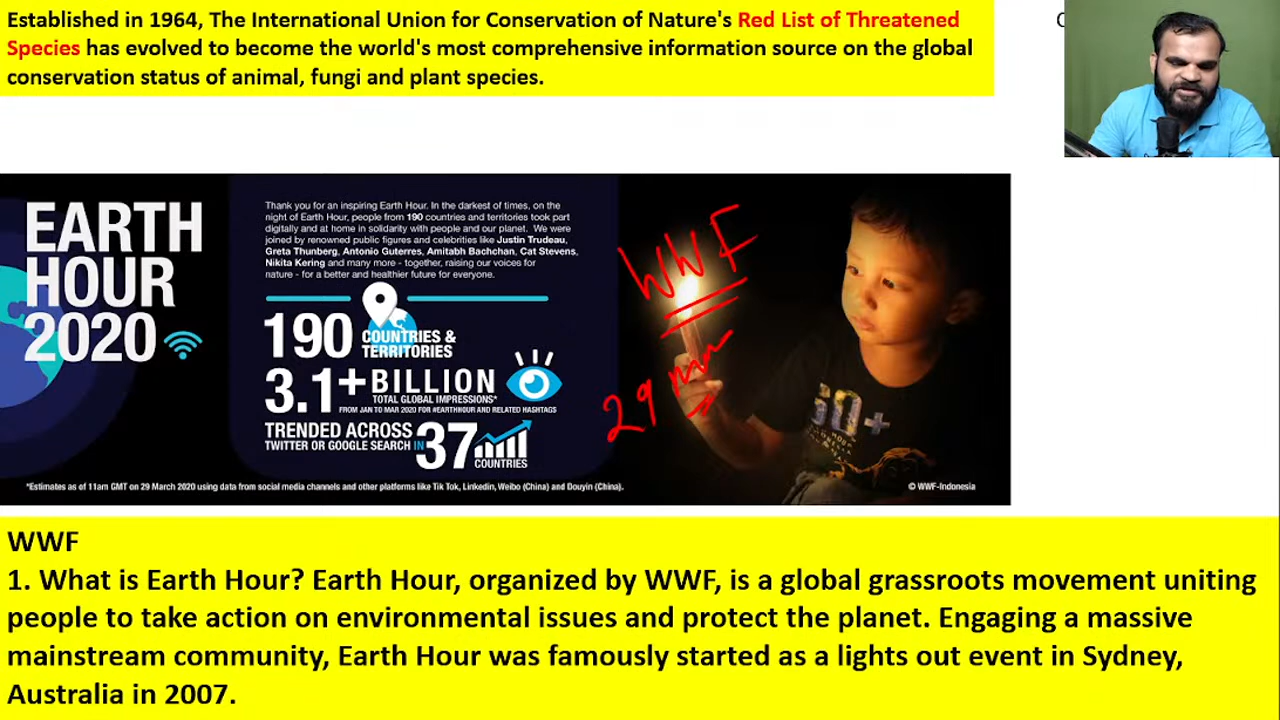 Established in 1964, The International Union for Conservation of Nature's Red List of Threatened
Species has evolved to become the world's most comprehensive information source on the global
conservation status of animal, fungi and plant species.
EARTH
HOUR
2020
Thank you for an inspiring Earth Hour. In the darkest of times, on the
night of Earth Hour, people from 190 countries and territories took part
digitally and at home in solidarity with people and our planet. We were
joined by renowned public figures and celebrities like Justin Trudeau,
Greta Thunberg, Antonio Guterres, Amitabh Bachchan, Cat Stevens,
Nikita Kering and many more - together, raising our voices for
nature - for a better and healthier future for everyone.
190 COUNTRIES &
TERRITORIES
3.1+ BILLION
TOTAL GLOBAL IMPRESSIONS*
FROM JAN TO MAR 2020 FOR #EARTHHOUR AND RELATED HASHTAGS
TRENDED ACROSS
TWITTER OR GOOGLE SEARCH IN 37
COUNTRIES
WWF
29
60+
*Estimates as of 11am GMT on 29 March 2020 using data from social media channels and other platforms like Tik Tok, Linkedin, Weibo (China) and Douyin (China).
© WWF-Indonesia
WWF
1. What is Earth Hour? Earth Hour, organized by WWF, is a global grassroots movement uniting
people to take action on environmental issues and protect the planet. Engaging a massive
mainstream community, Earth Hour was famously started as a lights out event in Sydney,
Australia in 2007.